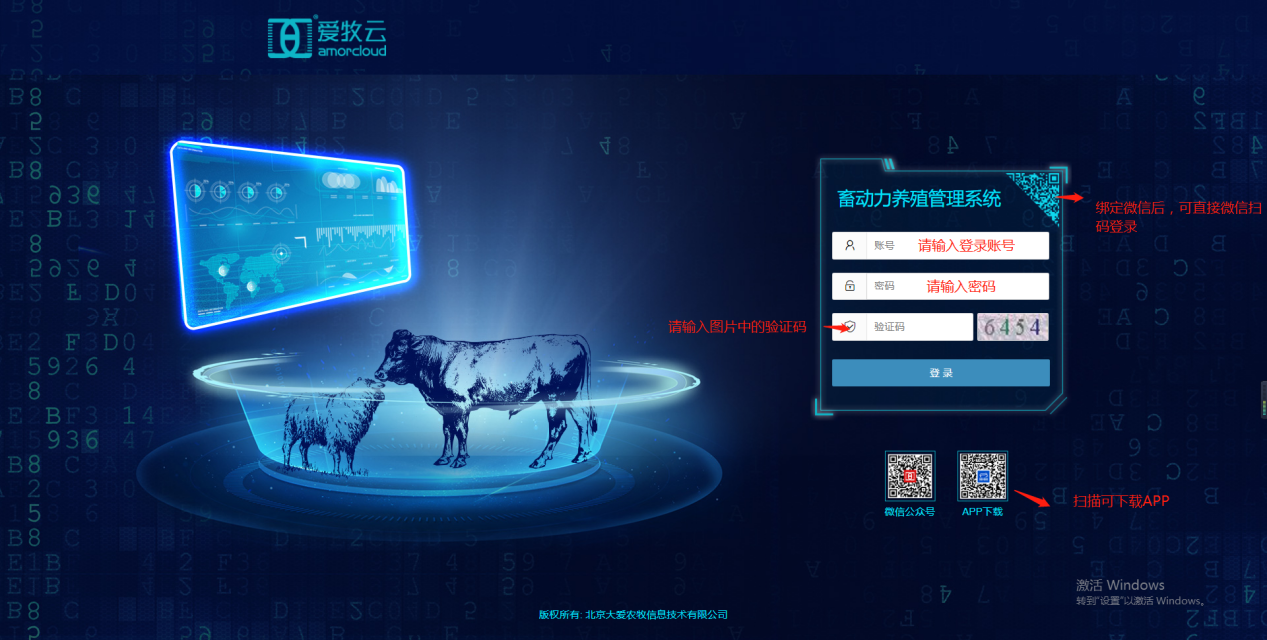 爱牧云
amorcloud
畜动力养殖管理系统
绑定微信后，可直接微信扫
码登录
账号 请输入登录账号
密码 请输入密码
请输入图片中的验证码
验证码 6454
登 录
微信公众号 APP下载
扫描可下载APP
激活 Windows
转到“设置”以激活 Windows。
版权所有: 北京大爱农牧信息技术有限公司